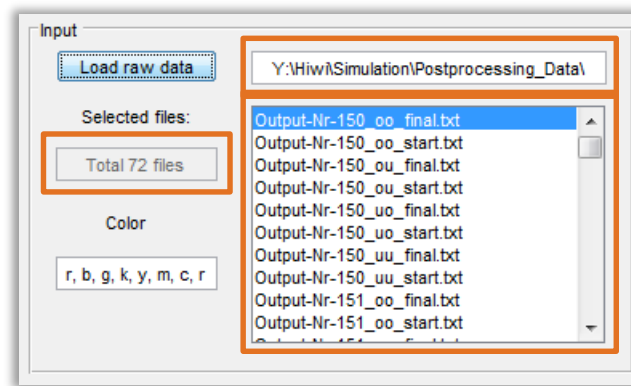 Input
Load raw data
Y:\Hiwi\Simulation\Postprocessing_Data\
Selected files:
Total 72 files
Color
r, b, g, k, y, m, c, r
Output-Nr-150_oo_final.txt
Output-Nr-150_oo_start.txt
Output-Nr-150_ou_final.txt
Output-Nr-150_ou_start.txt
Output-Nr-150_uo_final.txt
Output-Nr-150_uo_start.txt
Output-Nr-150_uu_final.txt
Output-Nr-150_uu_start.txt
Output-Nr-151_oo_final.txt
Output-Nr-151_oo_start.txt